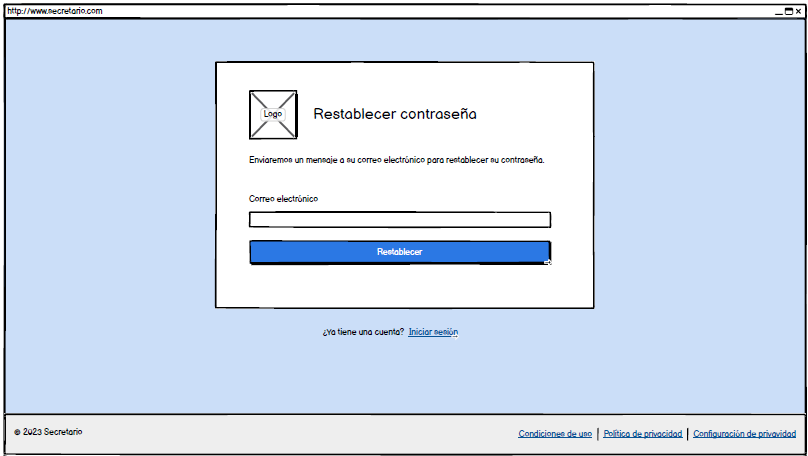 http://www.secretario.com
Logo
Restablecer contraseña
Enviaremos un mensaje a su correo electrónico para restablecer su contraseña.
Correo electrónico
Restablecer
¿Ya tiene una cuenta? Iniciar sesión
© 2023 Secretario
Condiciones de uso | Política de privacidad | Configuración de privavidad